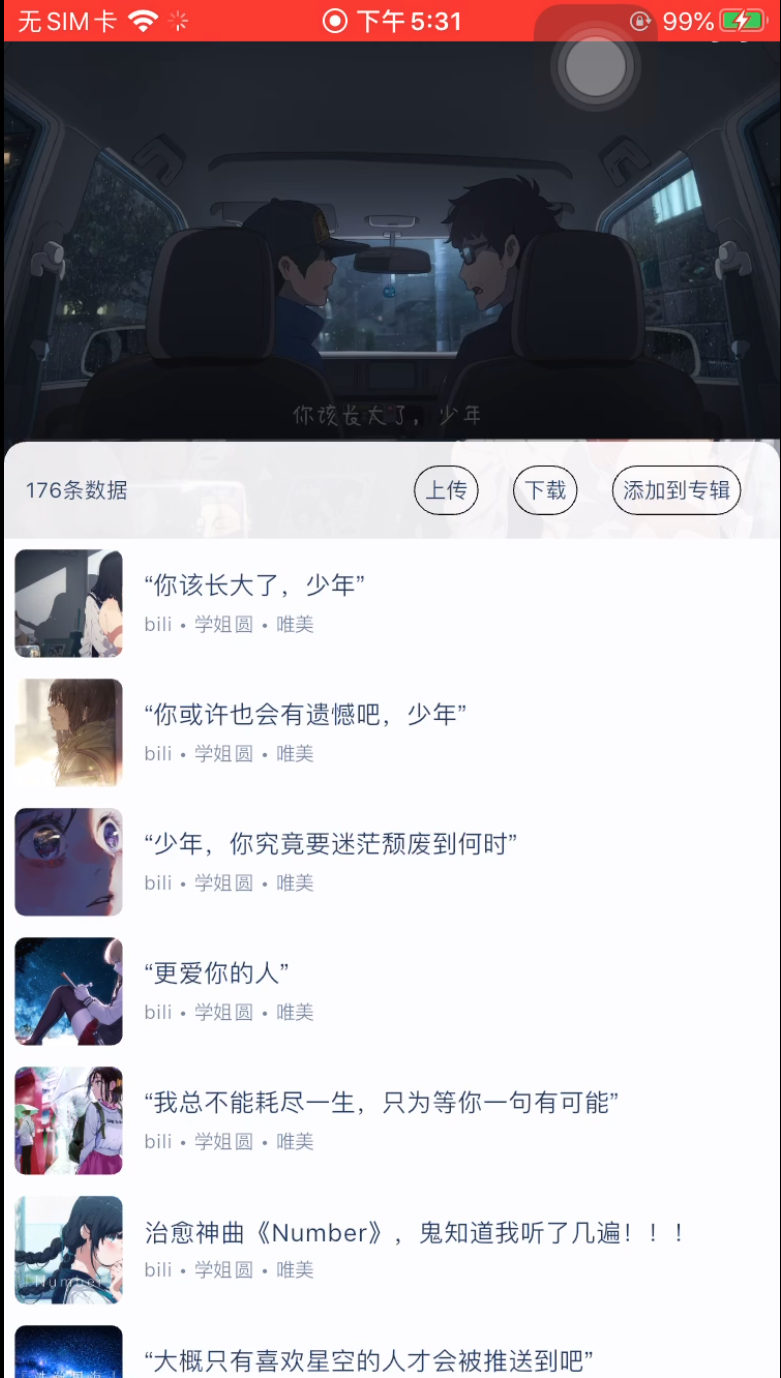 无SIM卡 下午5:31 99%
你该长大了，少年
176条数据 上传 下载 添加到专辑
“你该长大了，少年”
bili • 学姐圆 • 唯美
“你或许也会有遗憾吧，少年”
bili • 学姐圆 • 唯美
“少年，你究竟要迷茫颓废到何时”
bili • 学姐圆 • 唯美
“更爱你的人”
bili • 学姐圆 • 唯美
“我总不能耗尽一生，只为等你一句有可能”
bili • 学姐圆 • 唯美
治愈神曲《Number》，鬼知道我听了几遍！！！
bili • 学姐圆 • 唯美
Number
“大概只有喜欢星空的人才会被推送到吧”